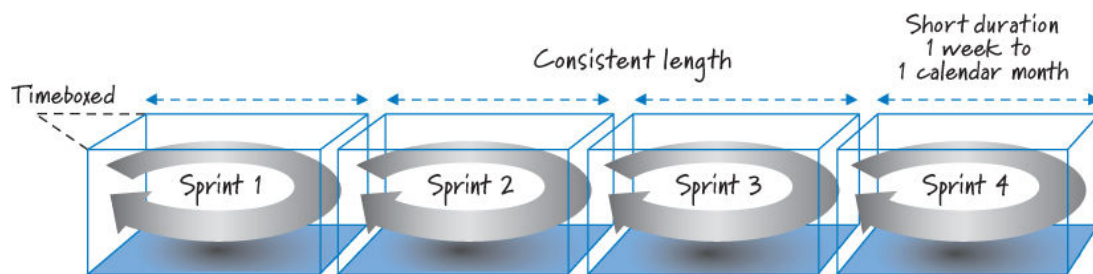 Short duration
1 week to
1 calendar month
Consistent length
Timeboxed
Sprint 1
Sprint 2
Sprint 3
Sprint 4